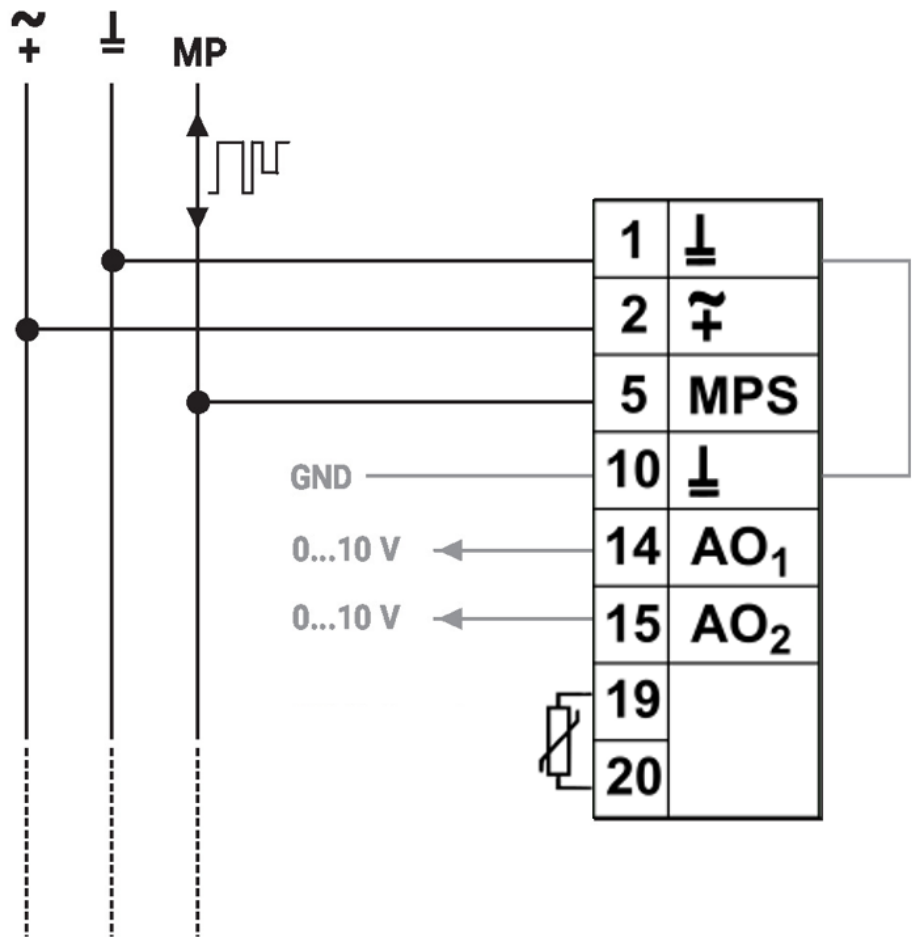 ~ +
⊥ MP
1 ⊥
2 ~ +
5 MPS
GND 10 ⊥
0...10 V 14 AO₁
0...10 V 15 AO₂
19
20